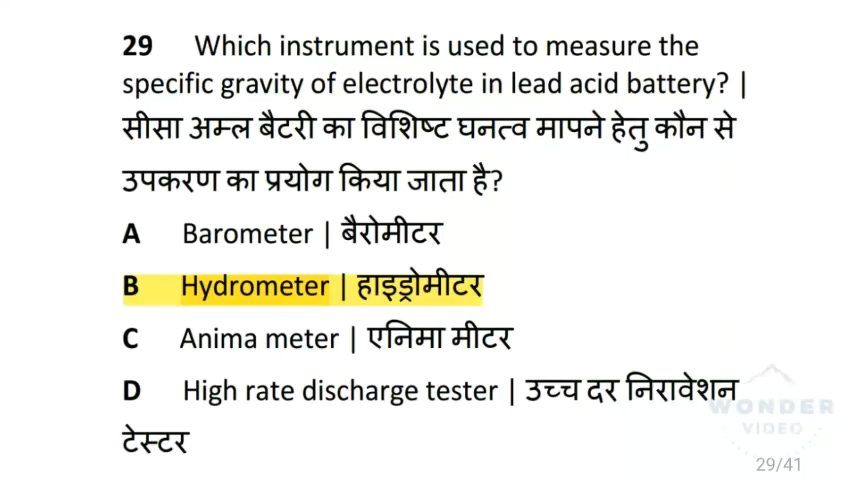 29 Which instrument is used to measure the
specific gravity of electrolyte in lead acid battery? |
सीसा अम्ल बैटरी का विशिष्ट घनत्व मापने हेतु कौन से
उपकरण का प्रयोग किया जाता है?
A Barometer | बैरोमीटर
B Hydrometer | हाइड्रोमीटर
C Anima meter | एनिमा मीटर
D High rate discharge tester | उच्च दर निरावेशन
टेस्टर
WONDER
VIDEO
29/41